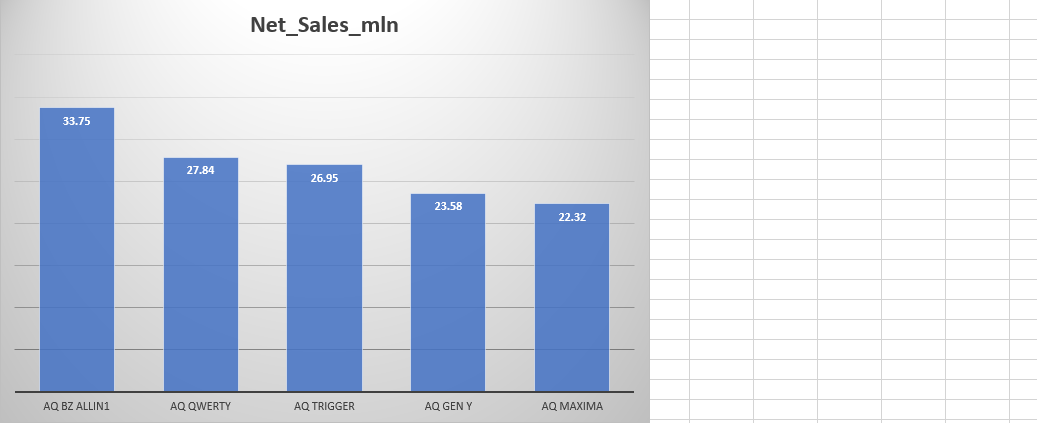 Net_Sales_mln
33.75
27.84
26.95
23.58
22.32
AQ BZ ALLIN1
AQ QWERTY
AQ TRIGGER
AQ GEN Y
AQ MAXIMA